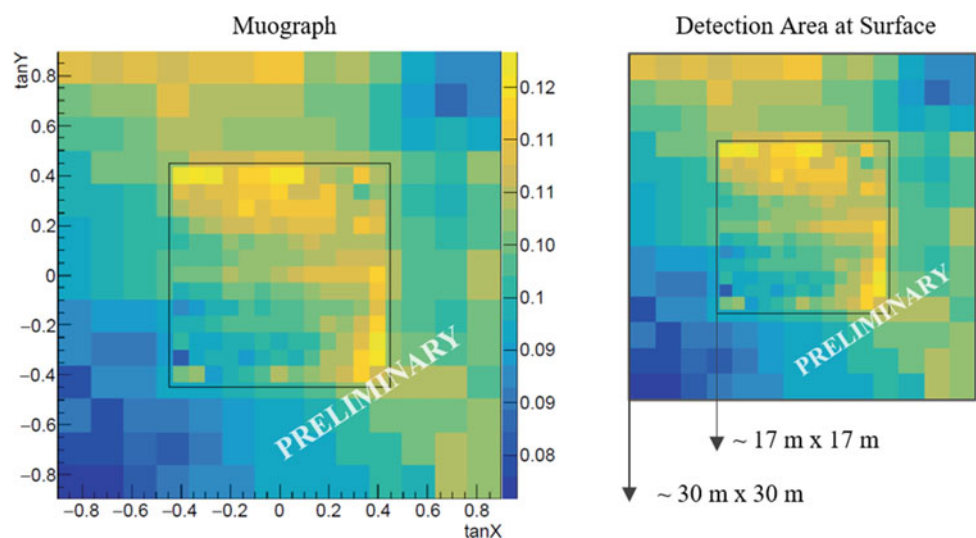 Muograph
tanY
0.8
0.6
0.4
0.2
0
−0.2
−0.4
−0.6
−0.8
−0.8 −0.6 −0.4 −0.2 0 0.2 0.4 0.6 0.8
tanX
0.12
0.11
0.11
0.10
0.1
0.09
0.09
0.08
PRELIMINARY
Detection Area at Surface
PRELIMINARY
~ 17 m x 17 m
~ 30 m x 30 m